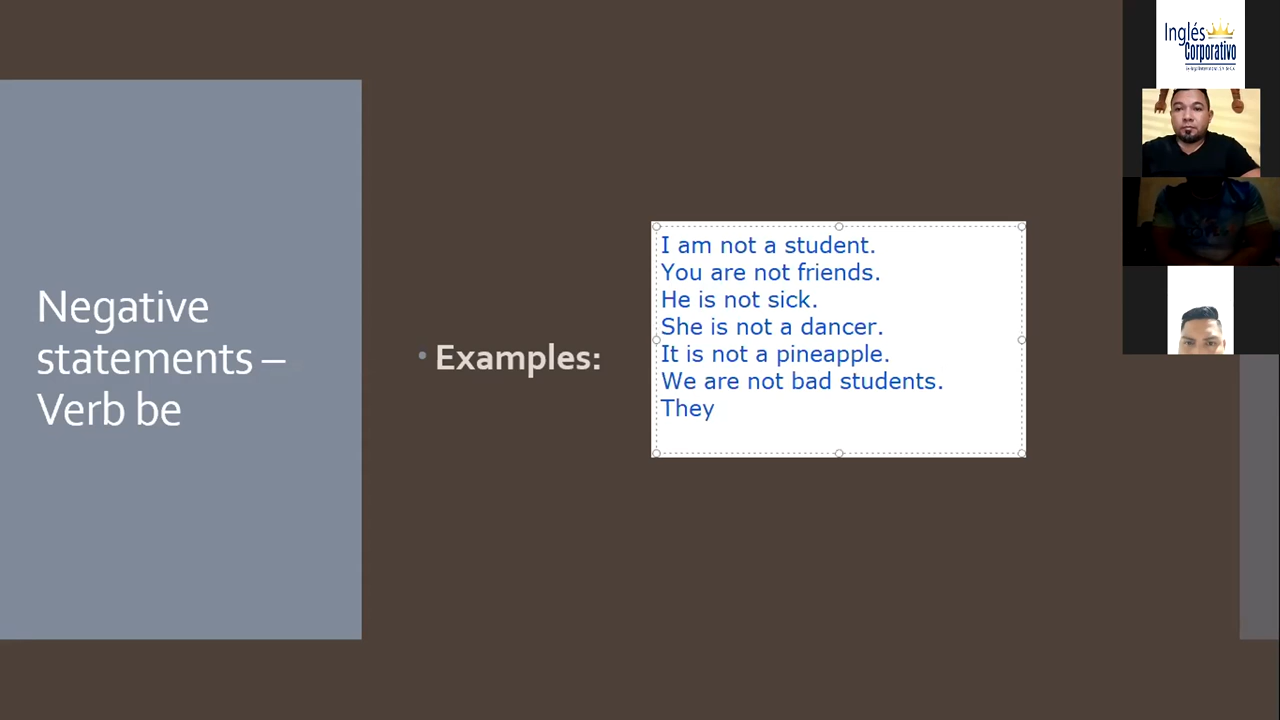 Negative
statements –
Verb be
• Examples:
I am not a student.
You are not friends.
He is not sick.
She is not a dancer.
It is not a pineapple.
We are not bad students.
They
Inglés
Corporativo